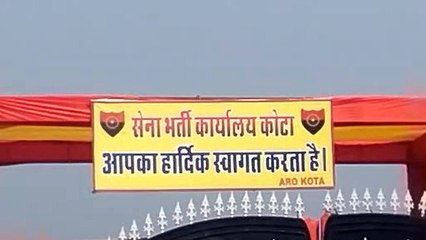 सेना भर्ती कार्यालय कोटा
आपका हार्दिक स्वागत करता है।
ARO KOTA